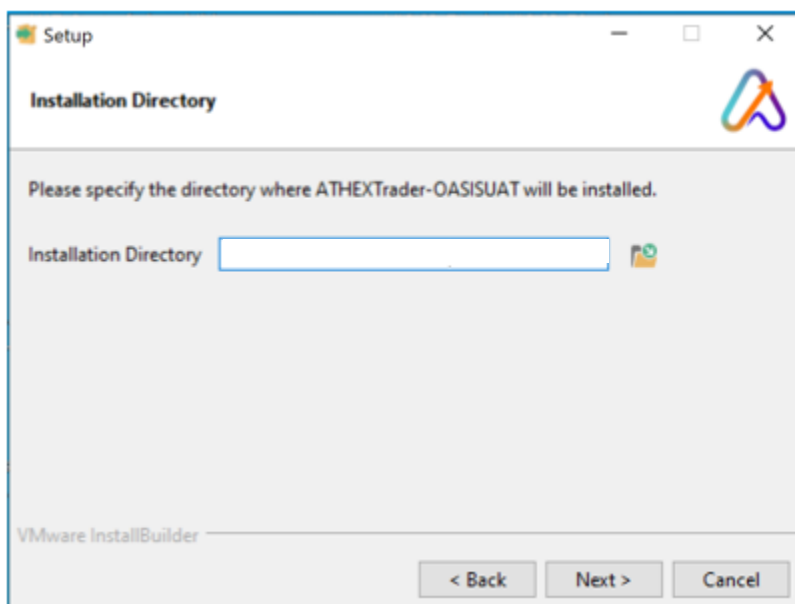 Setup
Installation Directory
Please specify the directory where ATHEXTrader-OASISUAT will be installed.
Installation Directory
VMware InstallBuilder
< Back
Next >
Cancel